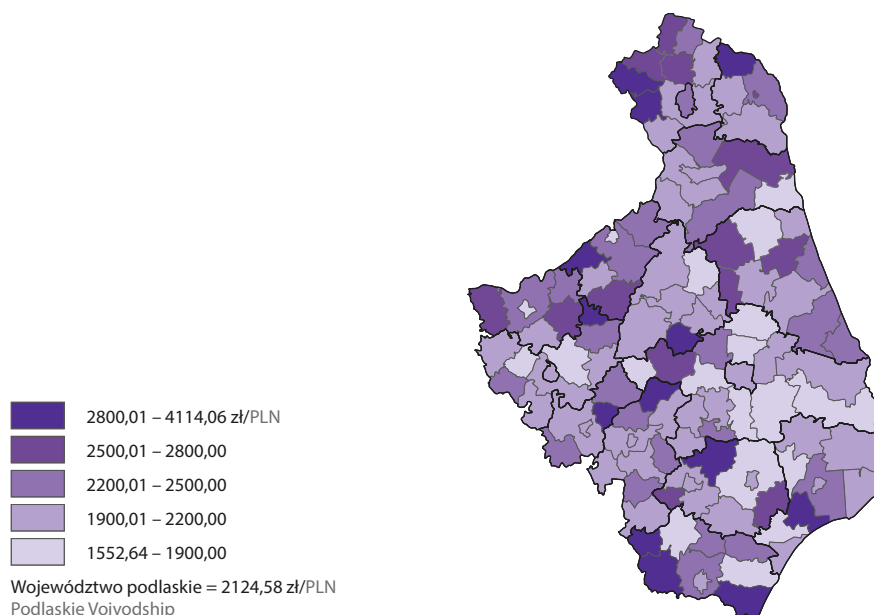 2800,01 – 4114,06 zł/PLN
2500,01 – 2800,00
2200,01 – 2500,00
1900,01 – 2200,00
1552,64 – 1900,00
Województwo podlaskie = 2124,58 zł/PLN
Podlaskie Voivodship